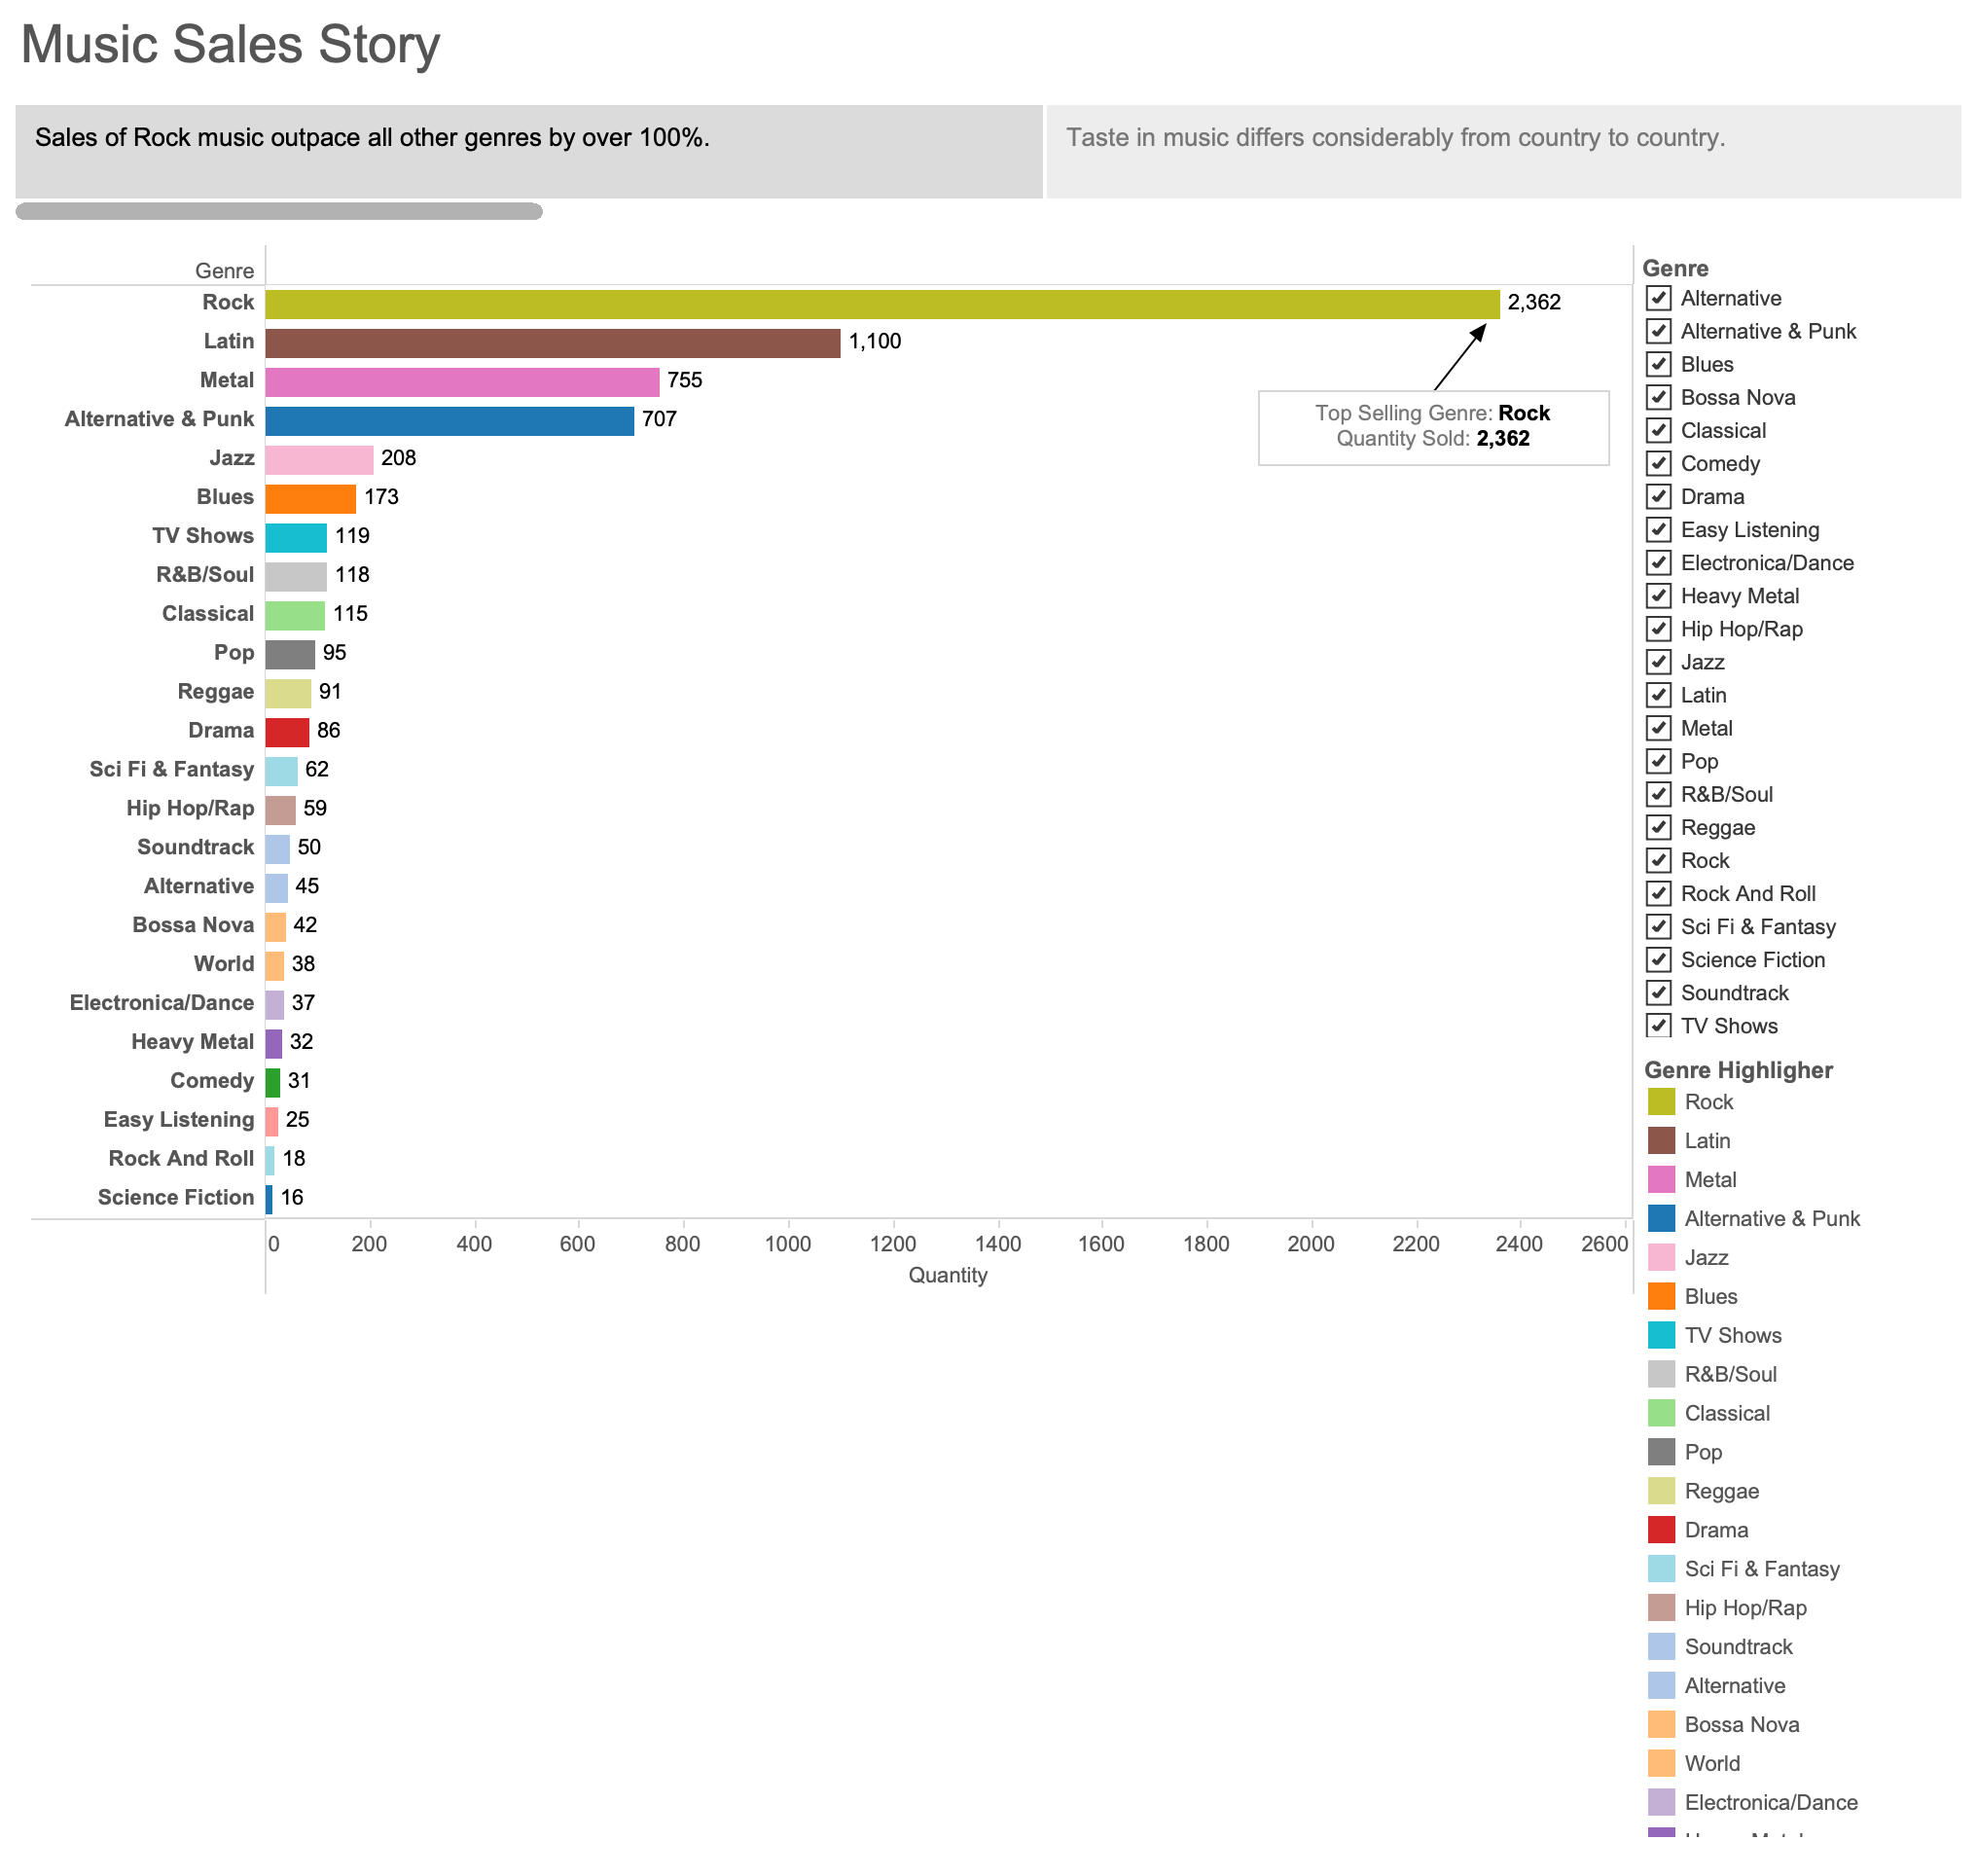 Music Sales Story
Sales of Rock music outpace all other genres by over 100%.
Taste in music differs considerably from country to country.
Genre
Rock 2,362
Latin 1,100
Metal 755
Alternative & Punk 707
Jazz 208
Blues 173
TV Shows 119
R&B/Soul 118
Classical 115
Pop 95
Reggae 91
Drama 86
Sci Fi & Fantasy 62
Hip Hop/Rap 59
Soundtrack 50
Alternative 45
Bossa Nova 42
World 38
Electronica/Dance 37
Heavy Metal 32
Comedy 31
Easy Listening 25
Rock And Roll 18
Science Fiction 16
0 200 400 600 800 1000 1200 1400 1600 1800 2000 2200 2400 2600
Quantity
Top Selling Genre: Rock
Quantity Sold: 2,362
Genre
Alternative
Alternative & Punk
Blues
Bossa Nova
Classical
Comedy
Drama
Easy Listening
Electronica/Dance
Heavy Metal
Hip Hop/Rap
Jazz
Latin
Metal
Pop
R&B/Soul
Reggae
Rock
Rock And Roll
Sci Fi & Fantasy
Science Fiction
Soundtrack
TV Shows
Genre Highligher
Rock
Latin
Metal
Alternative & Punk
Jazz
Blues
TV Shows
R&B/Soul
Classical
Pop
Reggae
Drama
Sci Fi & Fantasy
Hip Hop/Rap
Soundtrack
Alternative
Bossa Nova
World
Electronica/Dance